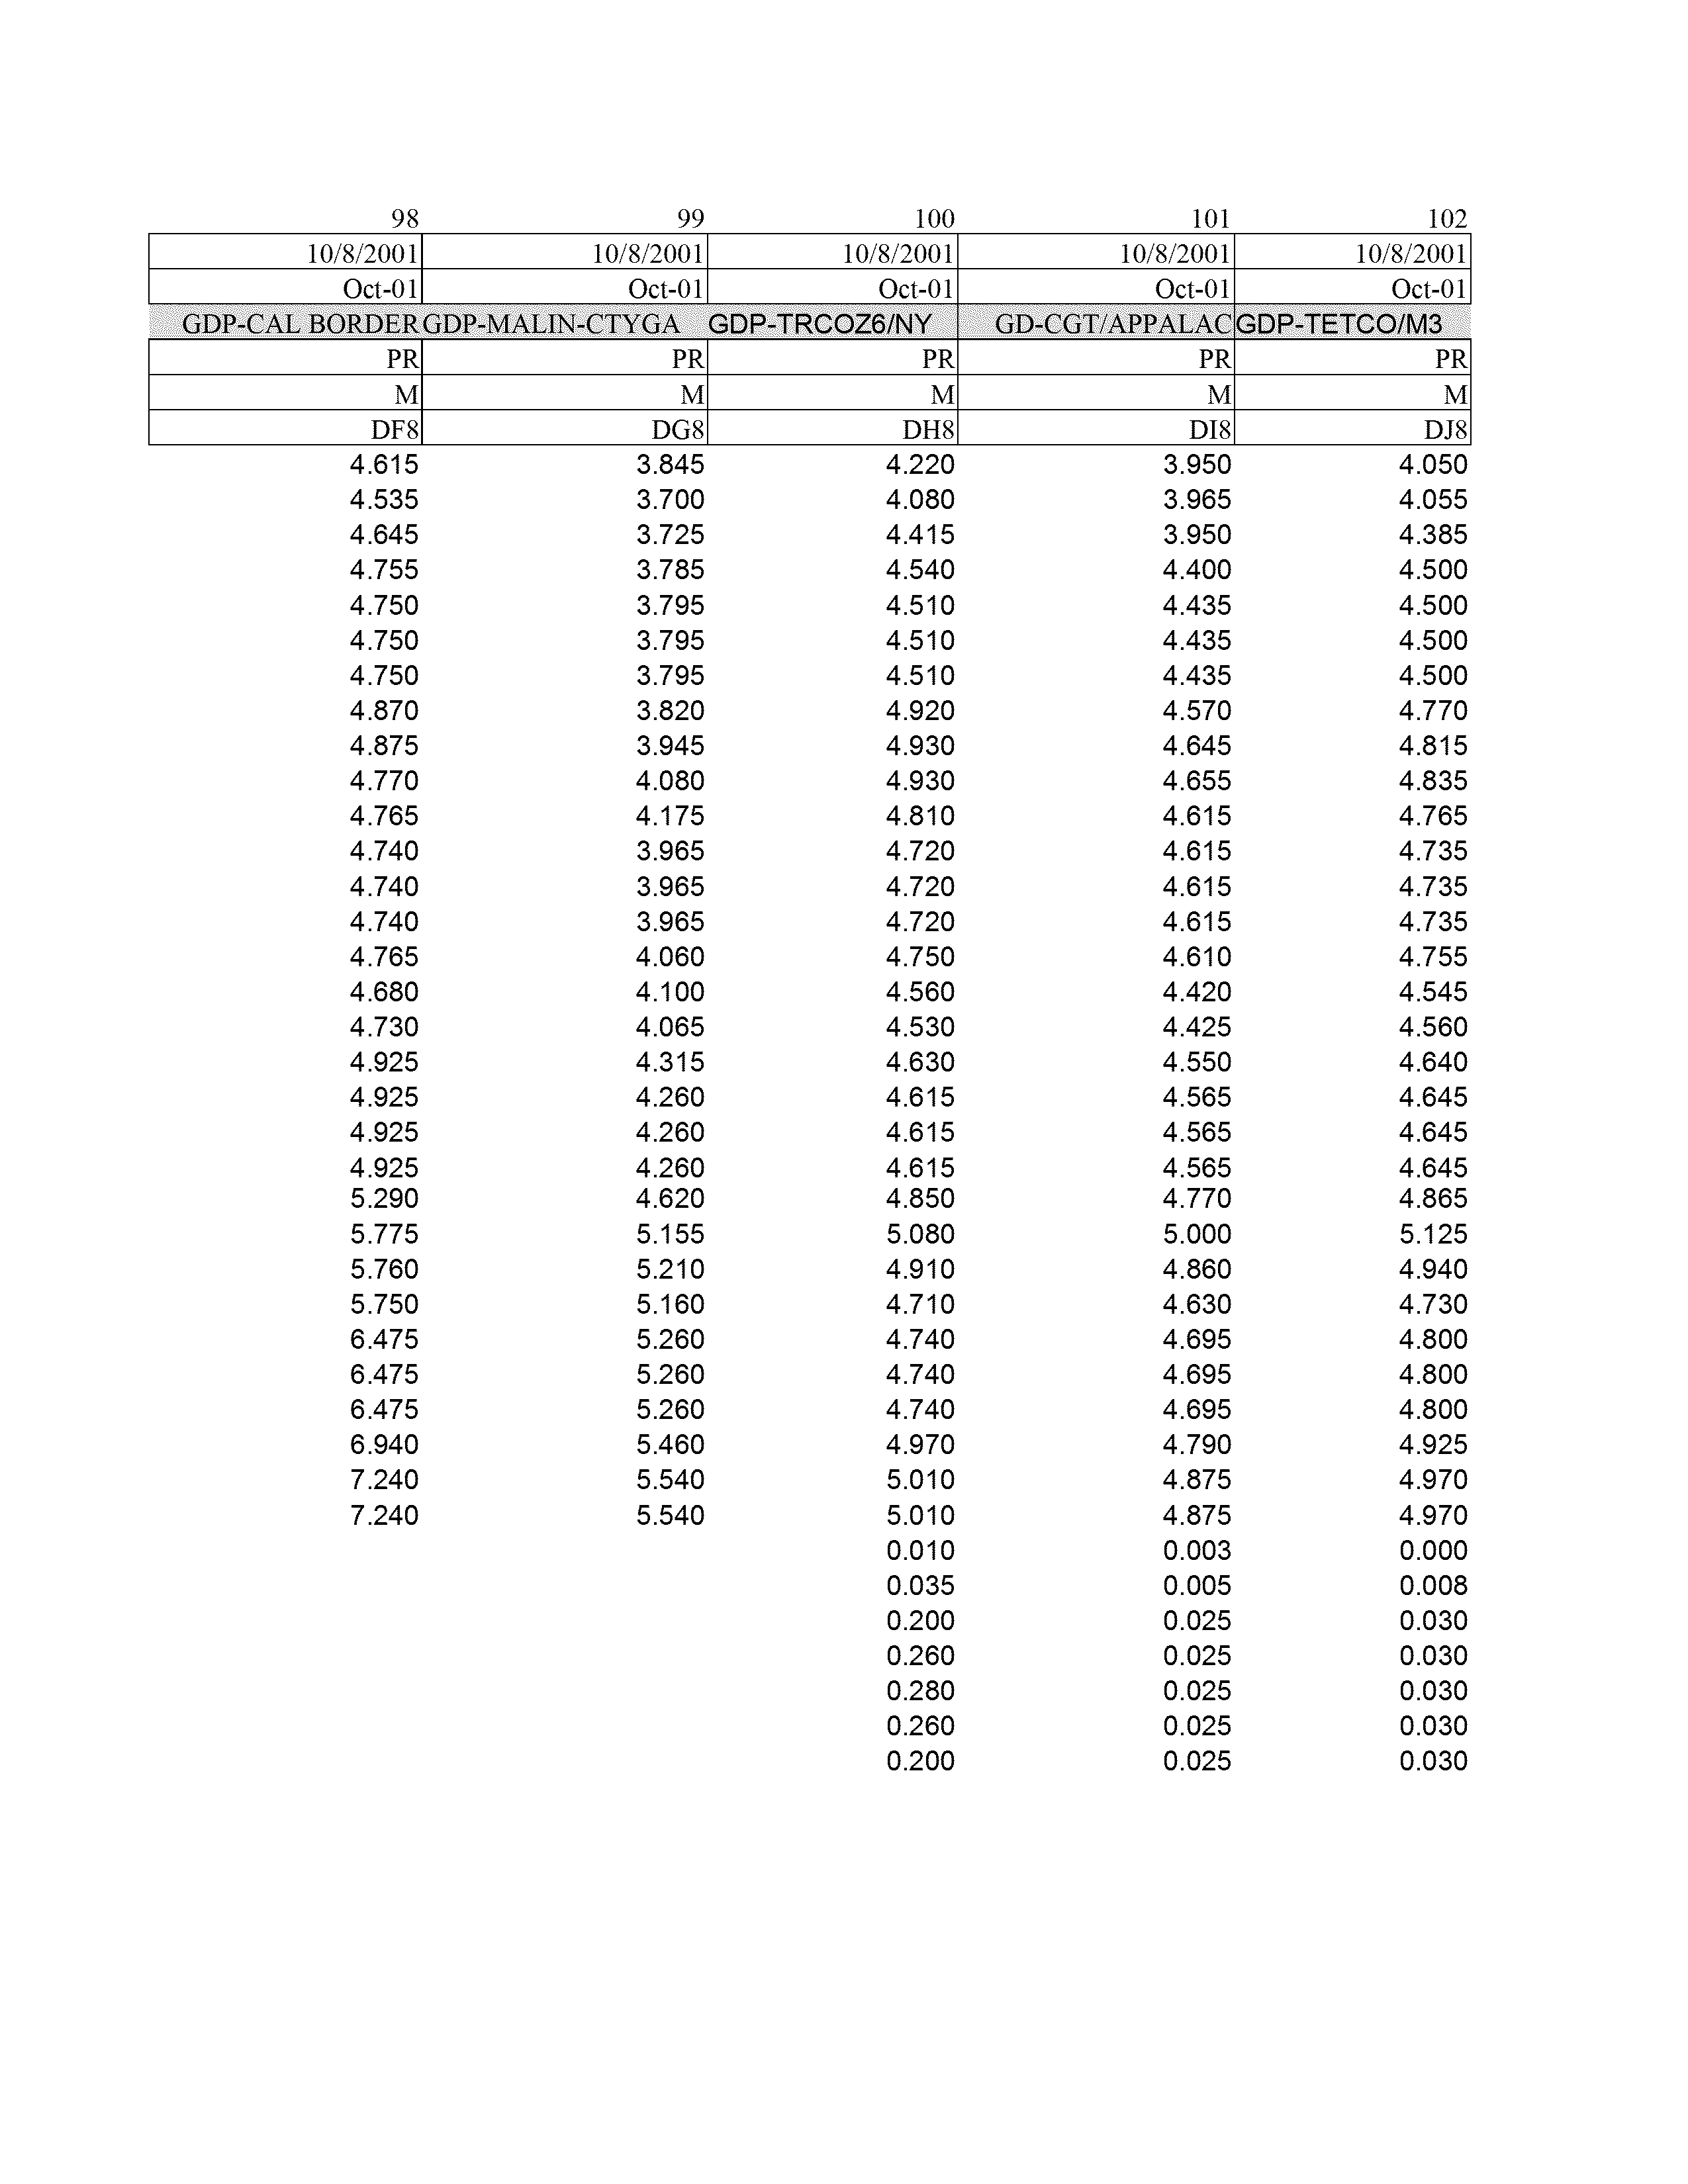 98 99 100 101 102
10/8/2001 10/8/2001 10/8/2001 10/8/2001 10/8/2001
Oct-01 Oct-01 Oct-01 Oct-01 Oct-01
GDP-CAL BORDER GDP-MALIN-CTYGA GDP-TRCOZ6/NY GD-CGT/APPALAC GDP-TETCO/M3
PR PR PR PR PR
M M M M M
DF8 DG8 DH8 DI8 DJ8
4.615 3.845 4.220 3.950 4.050
4.535 3.700 4.080 3.965 4.055
4.645 3.725 4.415 3.950 4.385
4.755 3.785 4.540 4.400 4.500
4.750 3.795 4.510 4.435 4.500
4.750 3.795 4.510 4.435 4.500
4.750 3.795 4.510 4.435 4.500
4.870 3.820 4.920 4.570 4.770
4.875 3.945 4.930 4.645 4.815
4.770 4.080 4.930 4.655 4.835
4.765 4.175 4.810 4.615 4.765
4.740 3.965 4.720 4.615 4.735
4.740 3.965 4.720 4.615 4.735
4.740 3.965 4.720 4.615 4.735
4.765 4.060 4.750 4.610 4.755
4.680 4.100 4.560 4.420 4.545
4.730 4.065 4.530 4.425 4.560
4.925 4.315 4.630 4.550 4.640
4.925 4.260 4.615 4.565 4.645
4.925 4.260 4.615 4.565 4.645
4.925 4.260 4.615 4.565 4.645
5.290 4.620 4.850 4.770 4.865
5.775 5.155 5.080 5.000 5.125
5.760 5.210 4.910 4.860 4.940
5.750 5.160 4.710 4.630 4.730
6.475 5.260 4.740 4.695 4.800
6.475 5.260 4.740 4.695 4.800
6.475 5.260 4.740 4.695 4.800
6.940 5.460 4.970 4.790 4.925
7.240 5.540 5.010 4.875 4.970
7.240 5.540 5.010 4.875 4.970
0.010 0.003 0.000
0.035 0.005 0.008
0.200 0.025 0.030
0.260 0.025 0.030
0.280 0.025 0.030
0.260 0.025 0.030
0.200 0.025 0.030